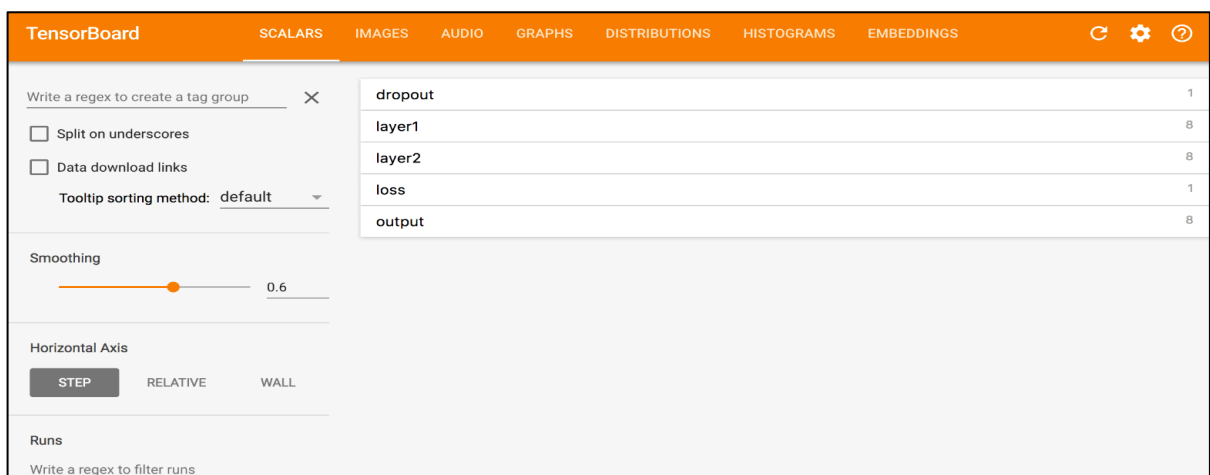 TensorBoard SCALARS IMAGES AUDIO GRAPHS DISTRIBUTIONS HISTOGRAMS EMBEDDINGS
Write a regex to create a tag group
Split on underscores
Data download links
Tooltip sorting method: default
Smoothing
0.6
Horizontal Axis
STEP RELATIVE WALL
Runs
Write a regex to filter runs
dropout 1
layer1 8
layer2 8
loss 1
output 8